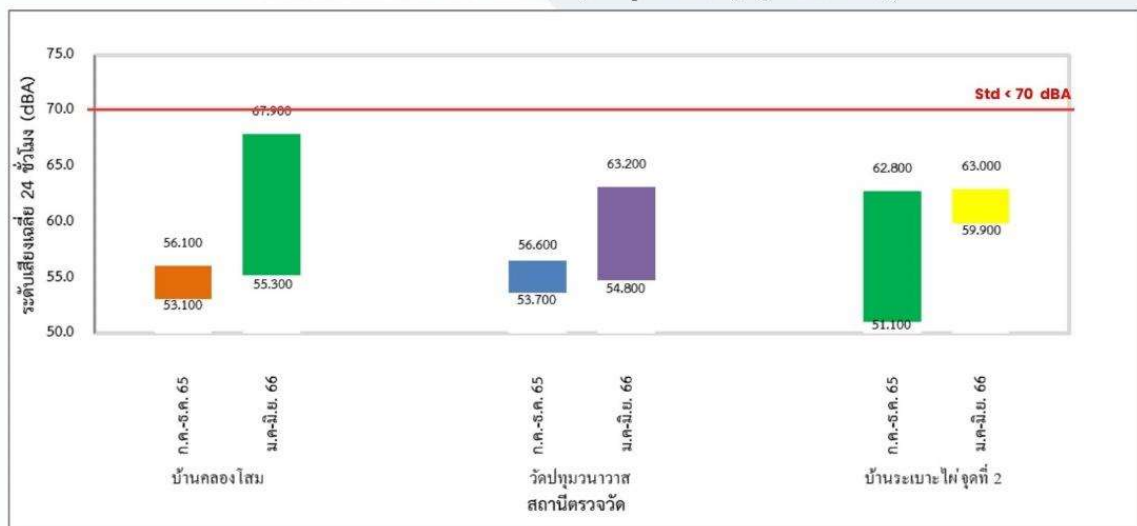 75.0
70.0
65.0
60.0
55.0
50.0
ระดับเสียงเฉลี่ย 24 ชั่วโมง (dBA)
Std < 70 dBA
67.900
63.200
62.800
63.000
59.900
56.100
56.600
55.300
54.800
53.100
53.700
51.100
ก.ค.-ธ.ค. 65
ม.ค-มิ.ย. 66
ก.ค.-ธ.ค. 65
ม.ค-มิ.ย. 66
ก.ค.-ธ.ค. 65
ม.ค-มิ.ย. 66
บ้านคลองโสม
วัดปทุมวนาวาส
บ้านระเบาะไผ่ จุดที่ 2
สถานีตรวจวัด